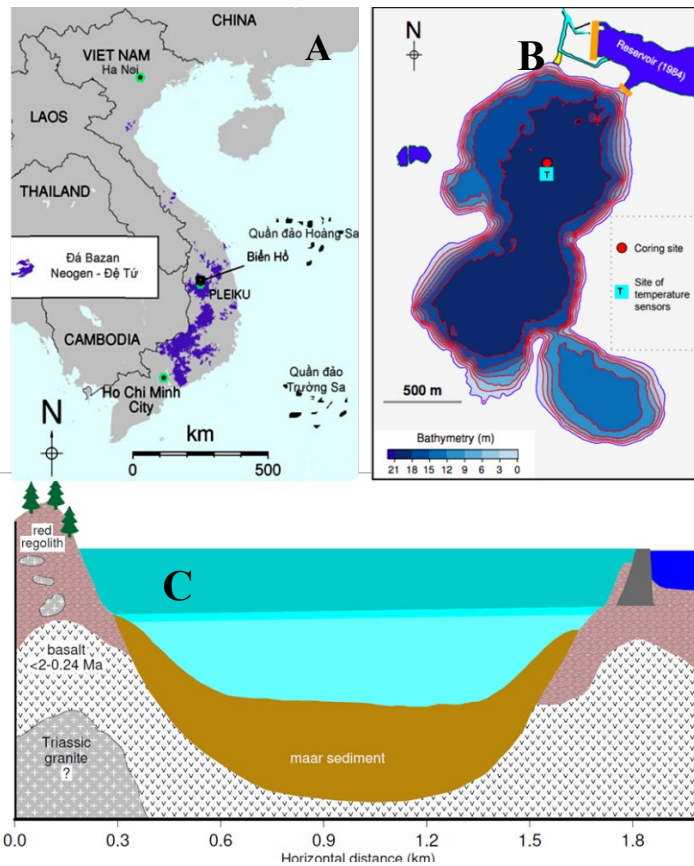 CHINA
A
VIET NAM
Ha Noi
LAOS
THAILAND
Quần đảo Hoàng Sa
Đá Bazan
Neogen - Đệ Tứ
Biển Hồ
PLEIKU
CAMBODIA
Quần đảo
Trường Sa
Ho Chi Minh
City
N
km
0 500
N
B
Reservoir (1984)
T
Coring site
T
Site of
temperature
sensors
500 m
Bathymetry (m)
21 18 15 12 9 6 3 0
C
red
regolith
basalt
<2-0.24 Ma
Triassic
granite
?
maar sediment
0.0 0.3 0.6 0.9 1.2 1.5 1.8
Horizontal distance (km)